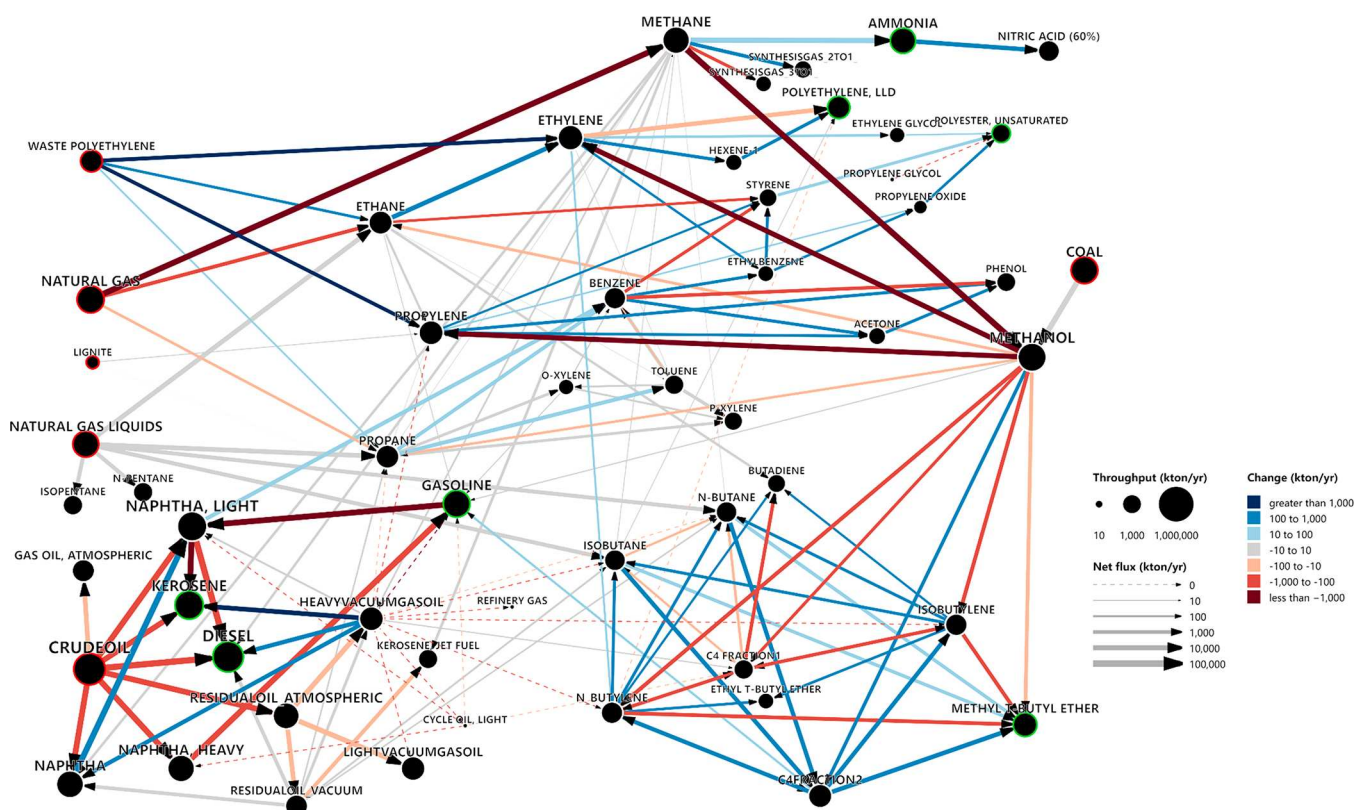 METHANE
AMMONIA
NITRIC ACID (60%)
SYNTHESISGAS_2TO1
SYNTHESISGAS_3TO1
POLYETHYLENE, LLD
ETHYLENE
ETHYLENE GLYCOL
POLYESTER, UNSATURATED
WASTE POLYETHYLENE
HEXENE-1
PROPYLENE GLYCOL
STYRENE
PROPYLENE OXIDE
ETHANE
COAL
ETHYLBENZENE
PHENOL
NATURAL GAS
BENZENE
PROPYLENE
ACETONE
METHANOL
LIGNITE
O-XYLENE
TOLUENE
P-XYLENE
NATURAL GAS LIQUIDS
PROPANE
BUTADIENE
N-PENTANE
ISOPENTANE
GASOLINE
N-BUTANE
NAPHTHA, LIGHT
Throughput (kton/yr)
10
1,000
1,000,000
Change (kton/yr)
greater than 1,000
100 to 1,000
10 to 100
-10 to 10
-100 to -10
-1,000 to -100
less than −1,000
Net flux (kton/yr)
0
10
100
1,000
10,000
100,000
GAS OIL, ATMOSPHERIC
ISOBUTANE
KEROSENE
HEAVYVACUUMGASOIL
REFINERY GAS
ISOBUTYLENE
DIESEL
CRUDEOIL
KEROSENE/JET FUEL
C4 FRACTION1
RESIDUALOIL_ATMOSPHERIC
N_BUTYLENE
ETHYL T-BUTYL ETHER
METHYL T-BUTYL ETHER
CYCLE OIL, LIGHT
NAPHTHA, HEAVY
LIGHTVACUUMGASOIL
NAPHTHA
RESIDUALOIL_VACUUM
C4FRACTION2